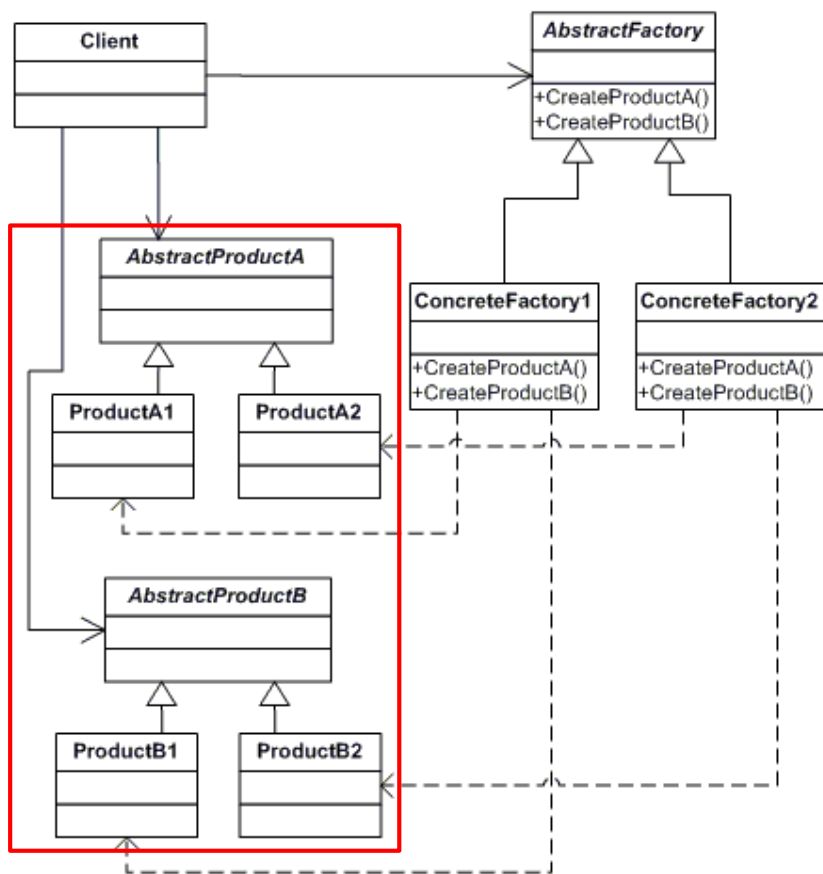 Client
AbstractFactory
+CreateProductA()
+CreateProductB()
AbstractProductA
ConcreteFactory1
+CreateProductA()
+CreateProductB()
ConcreteFactory2
+CreateProductA()
+CreateProductB()
ProductA1
ProductA2
AbstractProductB
ProductB1
ProductB2